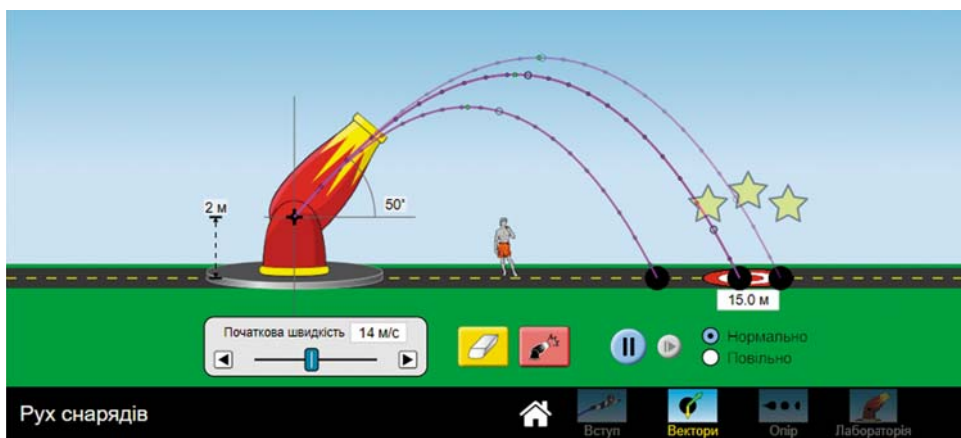 50°
2 м
15.0 м
Початкова швидкість 14 м/с
Нормально
Повільно
Рух снарядів
Вступ
Вектори
Опір
Лабораторія